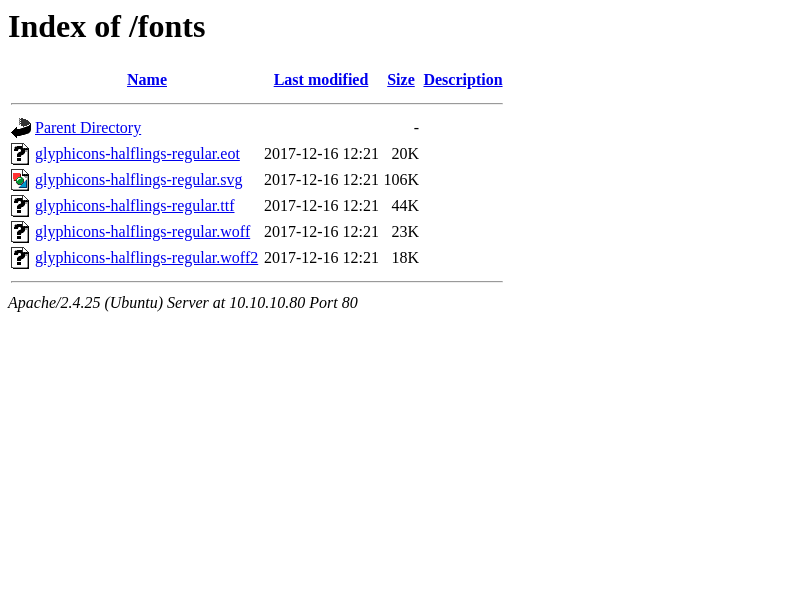 Index of /fonts
Name Last modified Size Description
Parent Directory -
glyphicons-halflings-regular.eot 2017-12-16 12:21 20K
glyphicons-halflings-regular.svg 2017-12-16 12:21 106K
glyphicons-halflings-regular.ttf 2017-12-16 12:21 44K
glyphicons-halflings-regular.woff 2017-12-16 12:21 23K
glyphicons-halflings-regular.woff2 2017-12-16 12:21 18K
Apache/2.4.25 (Ubuntu) Server at 10.10.10.80 Port 80